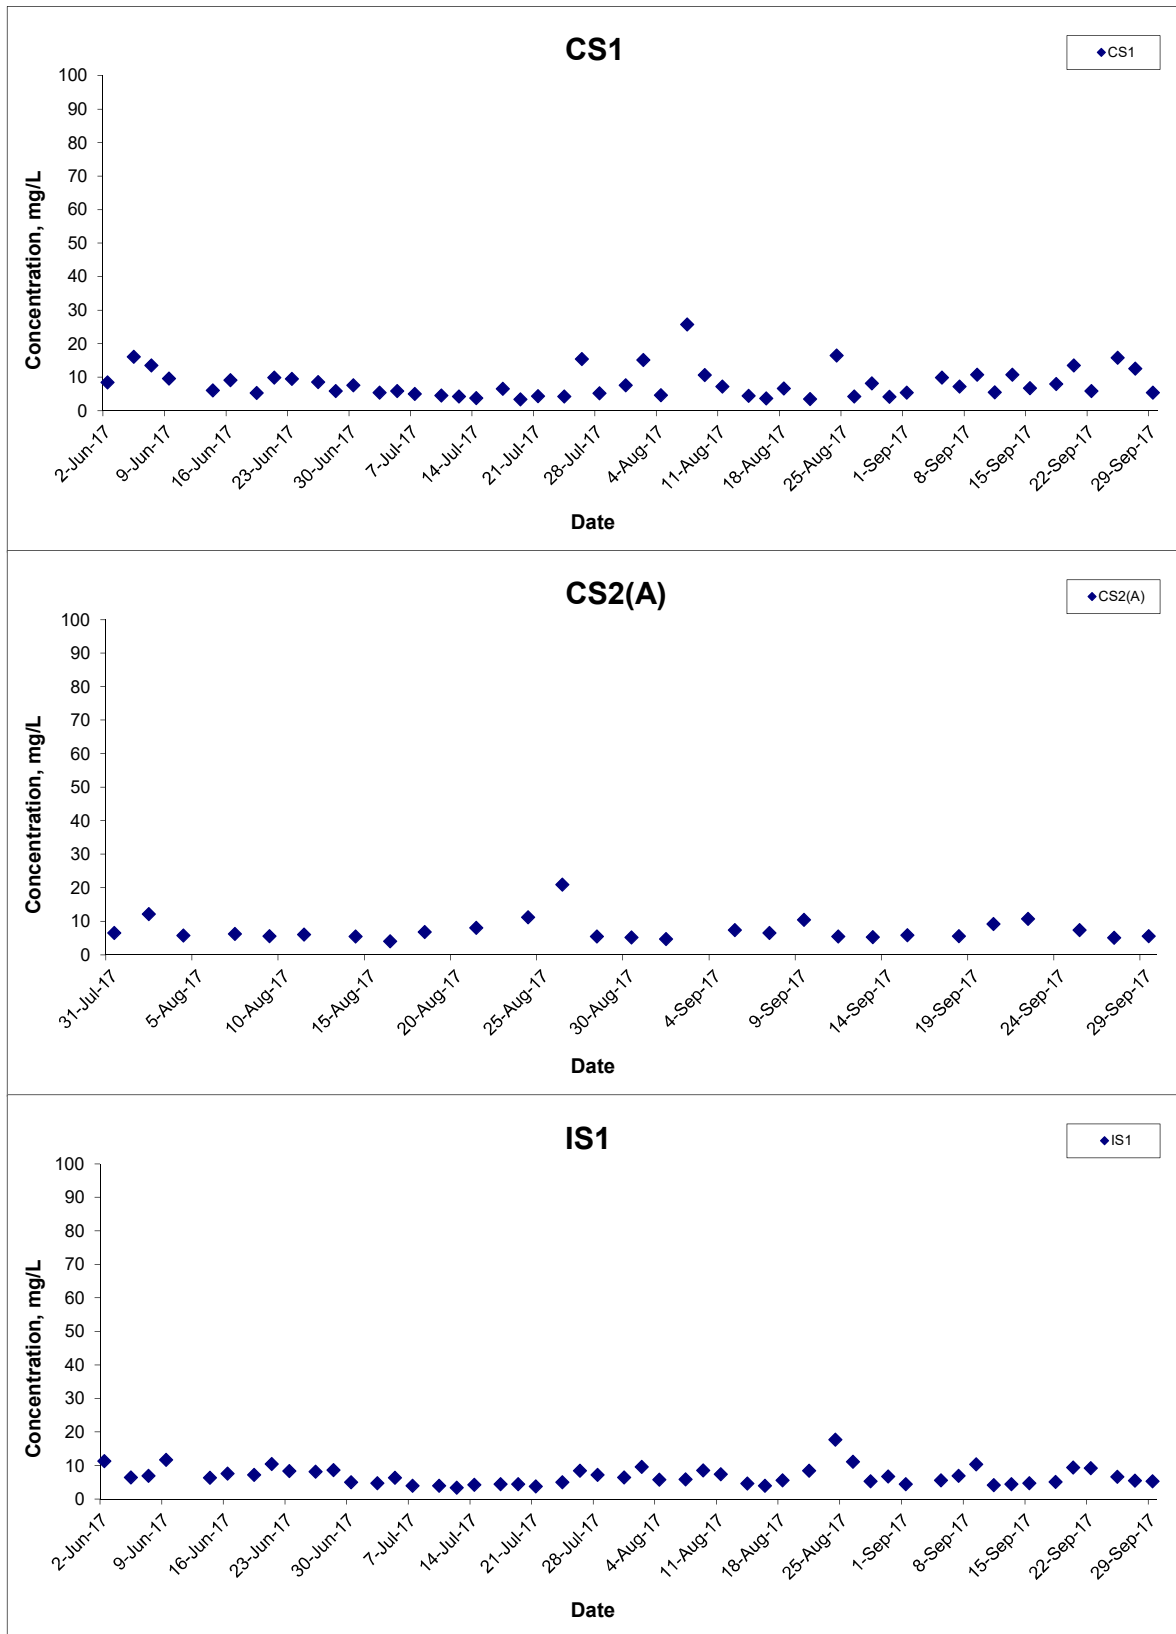 CS1
CS1
Concentration, mg/L
100
90
80
70
60
50
40
30
20
10
0
2-Jun-17
9-Jun-17
16-Jun-17
23-Jun-17
30-Jun-17
7-Jul-17
14-Jul-17
21-Jul-17
28-Jul-17
4-Aug-17
11-Aug-17
18-Aug-17
25-Aug-17
1-Sep-17
8-Sep-17
15-Sep-17
22-Sep-17
29-Sep-17
Date
CS2(A)
CS2(A)
Concentration, mg/L
100
90
80
70
60
50
40
30
20
10
0
31-Jul-17
5-Aug-17
10-Aug-17
15-Aug-17
20-Aug-17
25-Aug-17
30-Aug-17
4-Sep-17
9-Sep-17
14-Sep-17
19-Sep-17
24-Sep-17
29-Sep-17
Date
IS1
IS1
Concentration, mg/L
100
90
80
70
60
50
40
30
20
10
0
2-Jun-17
9-Jun-17
16-Jun-17
23-Jun-17
30-Jun-17
7-Jul-17
14-Jul-17
21-Jul-17
28-Jul-17
4-Aug-17
11-Aug-17
18-Aug-17
25-Aug-17
1-Sep-17
8-Sep-17
15-Sep-17
22-Sep-17
29-Sep-17
Date